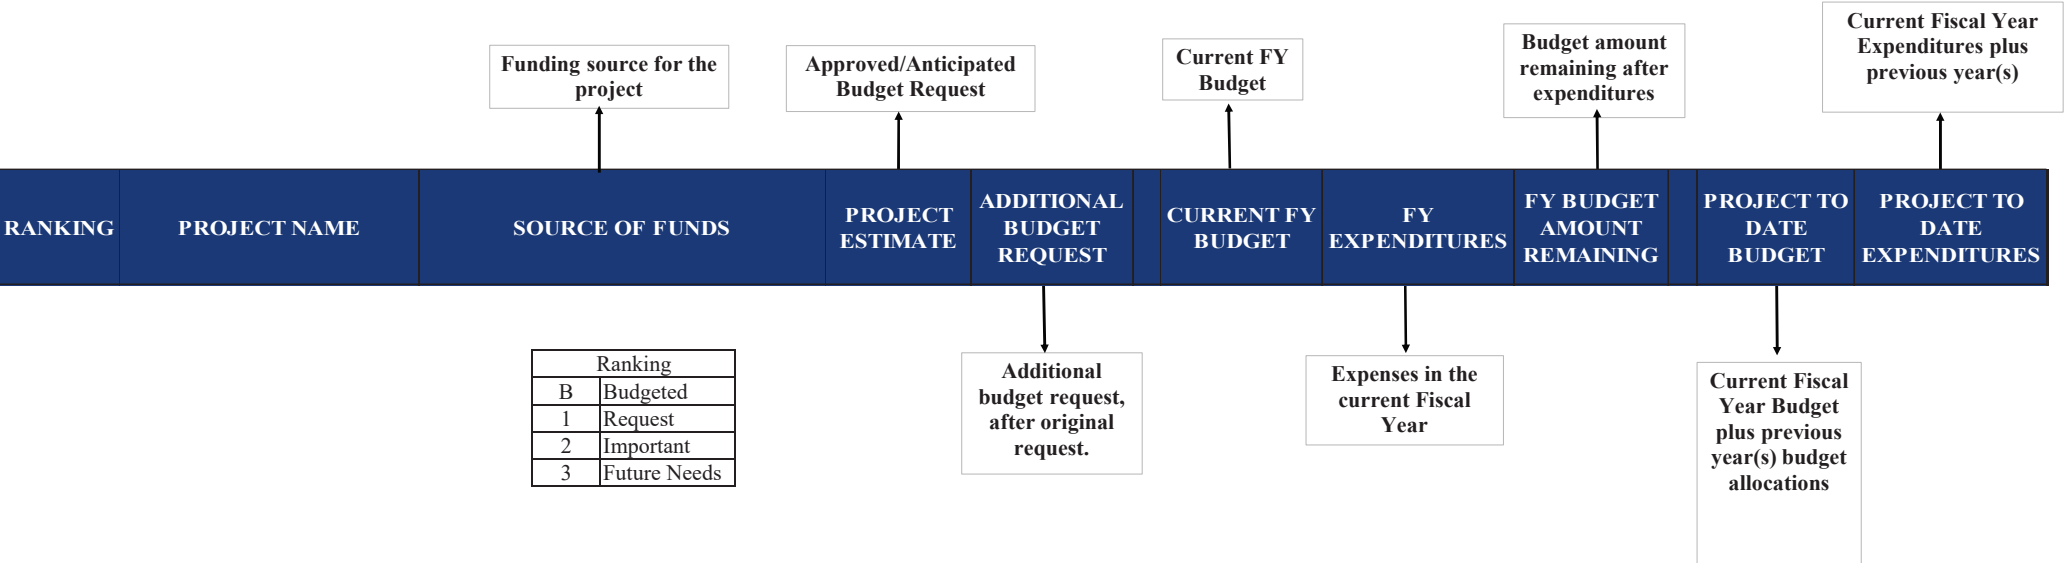 Funding source for the
project
Approved/Anticipated
Budget Request
Current FY
Budget
Budget amount
remaining after
expenditures
Current Fiscal Year
Expenditures plus
previous year(s)
RANKING
PROJECT NAME
SOURCE OF FUNDS
PROJECT
ESTIMATE
ADDITIONAL
BUDGET
REQUEST
CURRENT FY
BUDGET
FY
EXPENDITURES
FY BUDGET
AMOUNT
REMAINING
PROJECT TO
DATE
BUDGET
PROJECT TO
DATE
EXPENDITURES
Ranking
B Budgeted
1 Request
2 Important
3 Future Needs
Additional
budget request,
after original
request.
Expenses in the
current Fiscal
Year
Current Fiscal
Year Budget
plus previous
year(s) budget
allocations